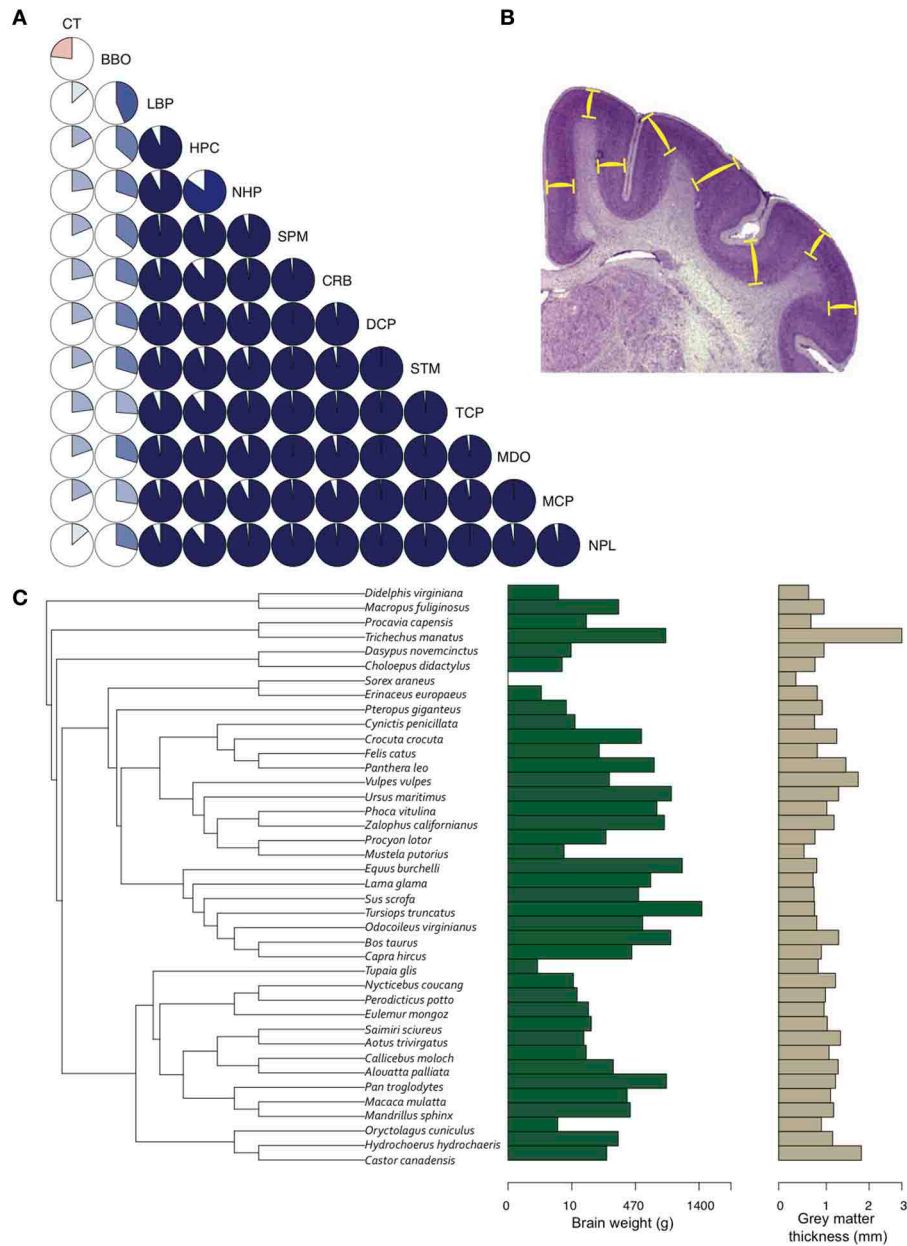 A
B
CT
BBO
LBP
HPC
NHP
SPM
CRB
DCP
STM
TCP
MDO
MCP
NPL
C
Didelphis virginiana
Macropus fuliginosus
Procavia capensis
Trichechus manatus
Dasypus novemcinctus
Choloepus didactylus
Sorex araneus
Erinaceus europaeus
Pteropus giganteus
Cynictis penicillata
Crocuta crocuta
Felis catus
Panthera leo
Vulpes vulpes
Ursus maritimus
Phoca vitulina
Zalophus californianus
Procyon lotor
Mustela putorius
Equus burchelli
Lama glama
Sus scrofa
Tursiops truncatus
Odocoileus virginianus
Bos taurus
Capra hircus
Tupaia glis
Nycticebus coucang
Perodicticus potto
Eulemur mongoz
Saimiri sciureus
Aotus trivirgatus
Callicebus moloch
Alouatta palliata
Pan troglodytes
Macaca mulatta
Mandrillus sphinx
Oryctolagus cuniculus
Hydrochoerus hydrochaeris
Castor canadensis
0 10 470 1400
Brain weight (g)
0 1 2 3
Grey matter
thickness (mm)